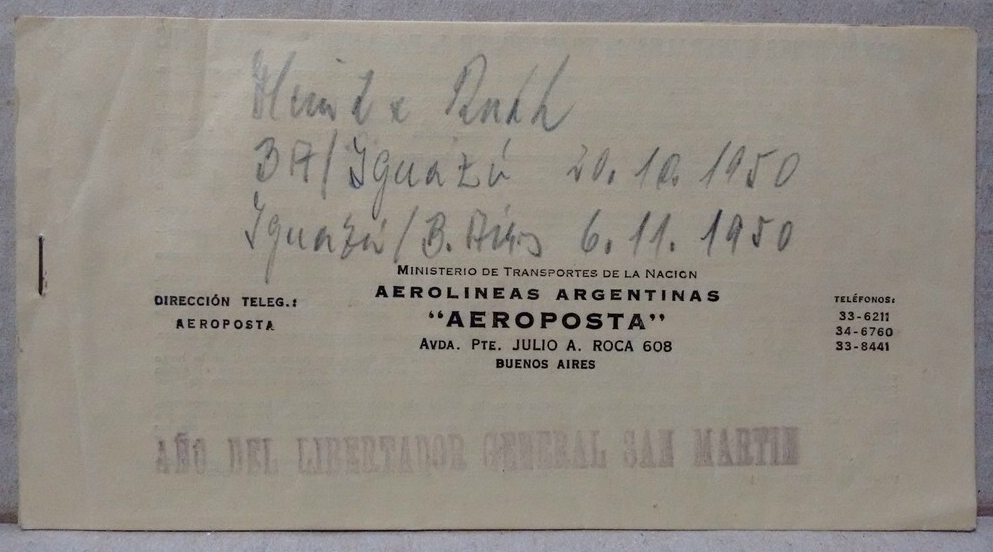 Ruth
BA/Iguazú 20. 10. 1950
Iguazú/B. Aires 6. 11. 1950
MINISTERIO DE TRANSPORTES DE LA NACION
AEROLINEAS ARGENTINAS
“AEROPOSTA”
AVDA. PTE. JULIO A. ROCA 608
BUENOS AIRES
DIRECCIÓN TELEG.:
AEROPOSTA
TELÉFONOS:
33-6211
34-6760
33-8441
AÑO DEL LIBERTADOR GENERAL SAN MARTIN